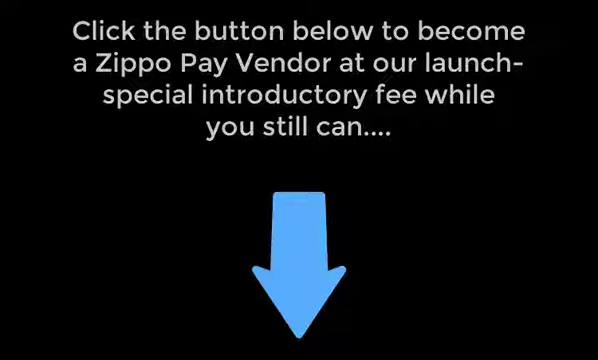 Click the button below to become
a Zippo Pay Vendor at our launch-
special introductory fee while
you still can....